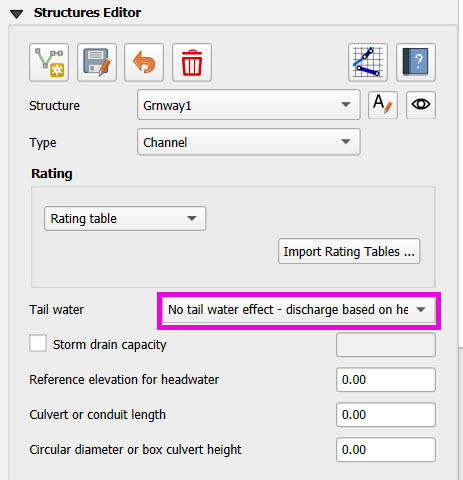 Structures Editor
Structure Grnway1 A
Type Channel
Rating
Rating table
Import Rating Tables ...
Tail water No tail water effect - discharge based on he
Storm drain capacity
Reference elevation for headwater 0.00
Culvert or conduit length 0.00
Circular diameter or box culvert height 0.00